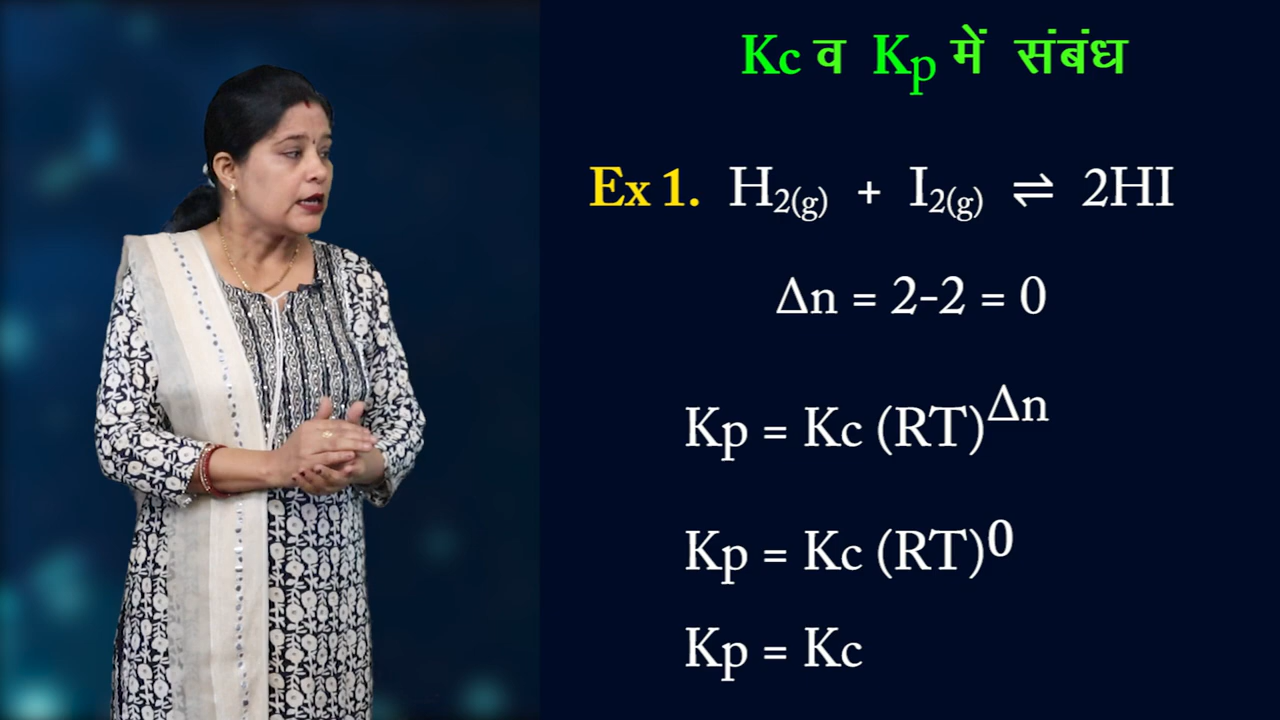 Kc व Kp में संबंध
Ex 1. H₂₍g₎ + I₂₍g₎ ⇌ 2HI
Δn = 2-2 = 0
Kp = Kc (RT)^Δn
Kp = Kc (RT)⁰
Kp = Kc